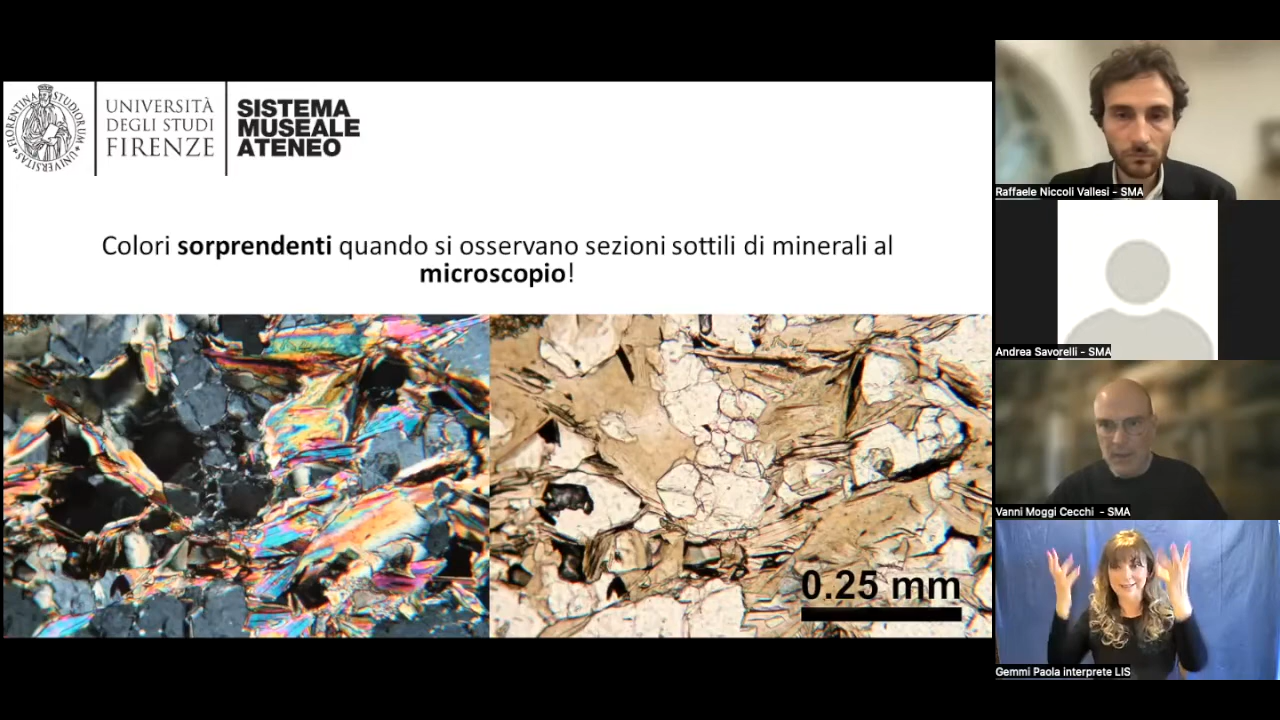 UNIVERSITÀ
DEGLI STUDI
FIRENZE
SISTEMA
MUSEALE
ATENEO
Colori sorprendenti quando si osservano sezioni sottili di minerali al
microscopio!
0.25 mm
Raffaele Niccoli Vallesi - SMA
Andrea Savorelli - SMA
Vanni Moggi Cecchi - SMA
Gemmi Paola interprete LIS